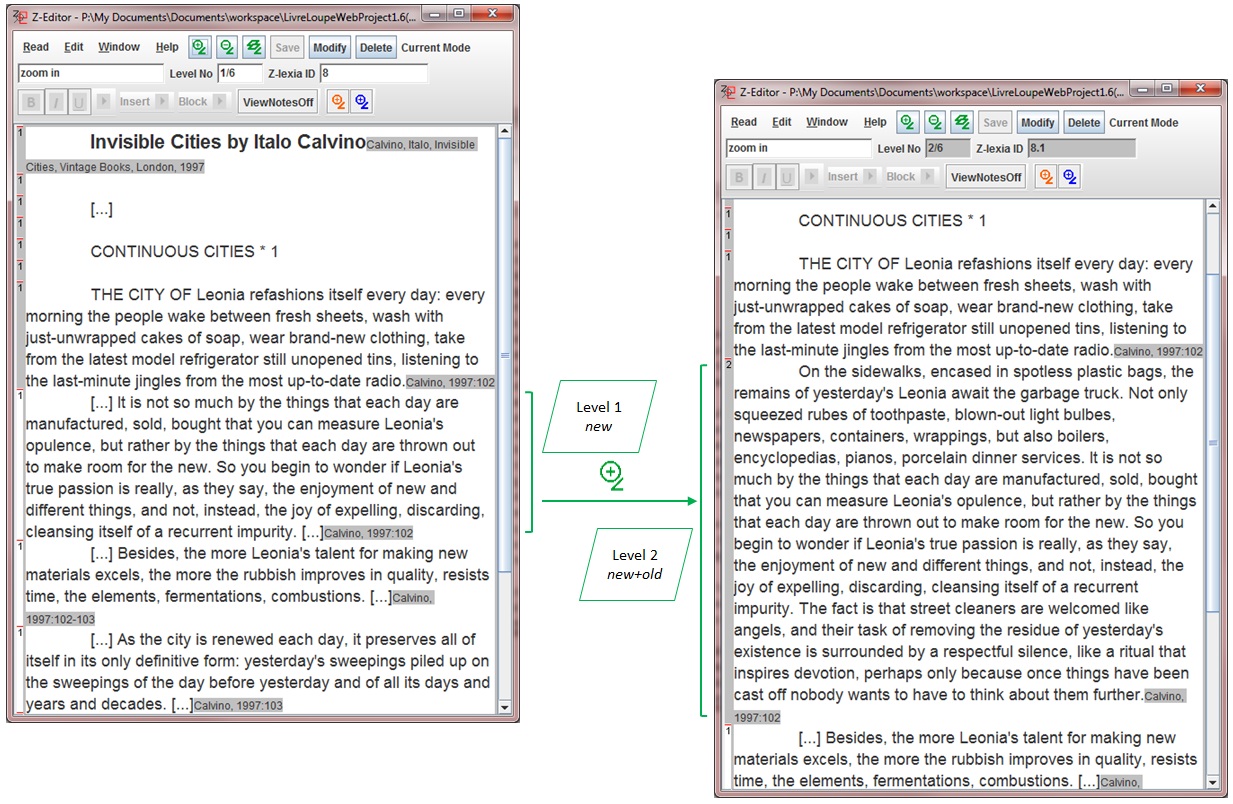 Z-Editor - P:\My Documents\Documents\workspace\LivreLoupeWebProject1.6(...
Read Edit Window Help Save Modify Delete Current Mode
zoom in Level No 1/6 Z-lexia ID 8
B I U Insert Block ViewNotesOff
1 Invisible Cities by Italo Calvino Calvino, Italo, Invisible
Cities, Vintage Books, London, 1997
1
1 [...]
1
1 CONTINUOUS CITIES * 1
1
1 THE CITY OF Leonia refashions itself every day: every
morning the people wake between fresh sheets, wash with
just-unwrapped cakes of soap, wear brand-new clothing, take
from the latest model refrigerator still unopened tins, listening to
the last-minute jingles from the most up-to-date radio. Calvino, 1997:102
1 [...] It is not so much by the things that each day are
manufactured, sold, bought that you can measure Leonia's
opulence, but rather by the things that each day are thrown out
to make room for the new. So you begin to wonder if Leonia's
true passion is really, as they say, the enjoyment of new and
different things, and not, instead, the joy of expelling, discarding,
cleansing itself of a recurrent impurity. [...] Calvino, 1997:102
1 [...] Besides, the more Leonia's talent for making new
materials excels, the more the rubbish improves in quality, resists
time, the elements, fermentations, combustions. [...] Calvino,
1997:102-103
1 [...] As the city is renewed each day, it preserves all of
itself in its only definitive form: yesterday's sweepings piled up on
the sweepings of the day before yesterday and of all its days and
years and decades. [...] Calvino, 1997:103
Level 1
new
Level 2
new+old
Z-Editor - P:\My Documents\Documents\workspace\LivreLoupeWebProject1.6(...
Read Edit Window Help Save Modify Delete Current Mode
zoom in Level No 2/6 Z-lexia ID 8.1
B I U Insert Block ViewNotesOff
1 CONTINUOUS CITIES * 1
1
1 THE CITY OF Leonia refashions itself every day: every
morning the people wake between fresh sheets, wash with
just-unwrapped cakes of soap, wear brand-new clothing, take
from the latest model refrigerator still unopened tins, listening to
the last-minute jingles from the most up-to-date radio. Calvino, 1997:102
2 On the sidewalks, encased in spotless plastic bags, the
remains of yesterday's Leonia await the garbage truck. Not only
squeezed rubes of toothpaste, blown-out light bulbes,
newspapers, containers, wrappings, but also boilers,
encyclopedias, pianos, porcelain dinner services. It is not so
much by the things that each day are manufactured, sold, bought
that you can measure Leonia's opulence, but rather by the things
that each day are thrown out to make room for the new. So you
begin to wonder if Leonia's true passion is really, as they say,
the enjoyment of new and different things, and not, instead, the
joy of expelling, discarding, cleansing itself of a recurrent
impurity. The fact is that street cleaners are welcomed like
angels, and their task of removing the residue of yesterday's
existence is surrounded by a respectful silence, like a ritual that
inspires devotion, perhaps only because once things have been
cast off nobody wants to have to think about them further. Calvino,
1997:102
1 [...] Besides, the more Leonia's talent for making new
materials excels, the more the rubbish improves in quality, resists
time, the elements, fermentations, combustions. [...] Calvino,